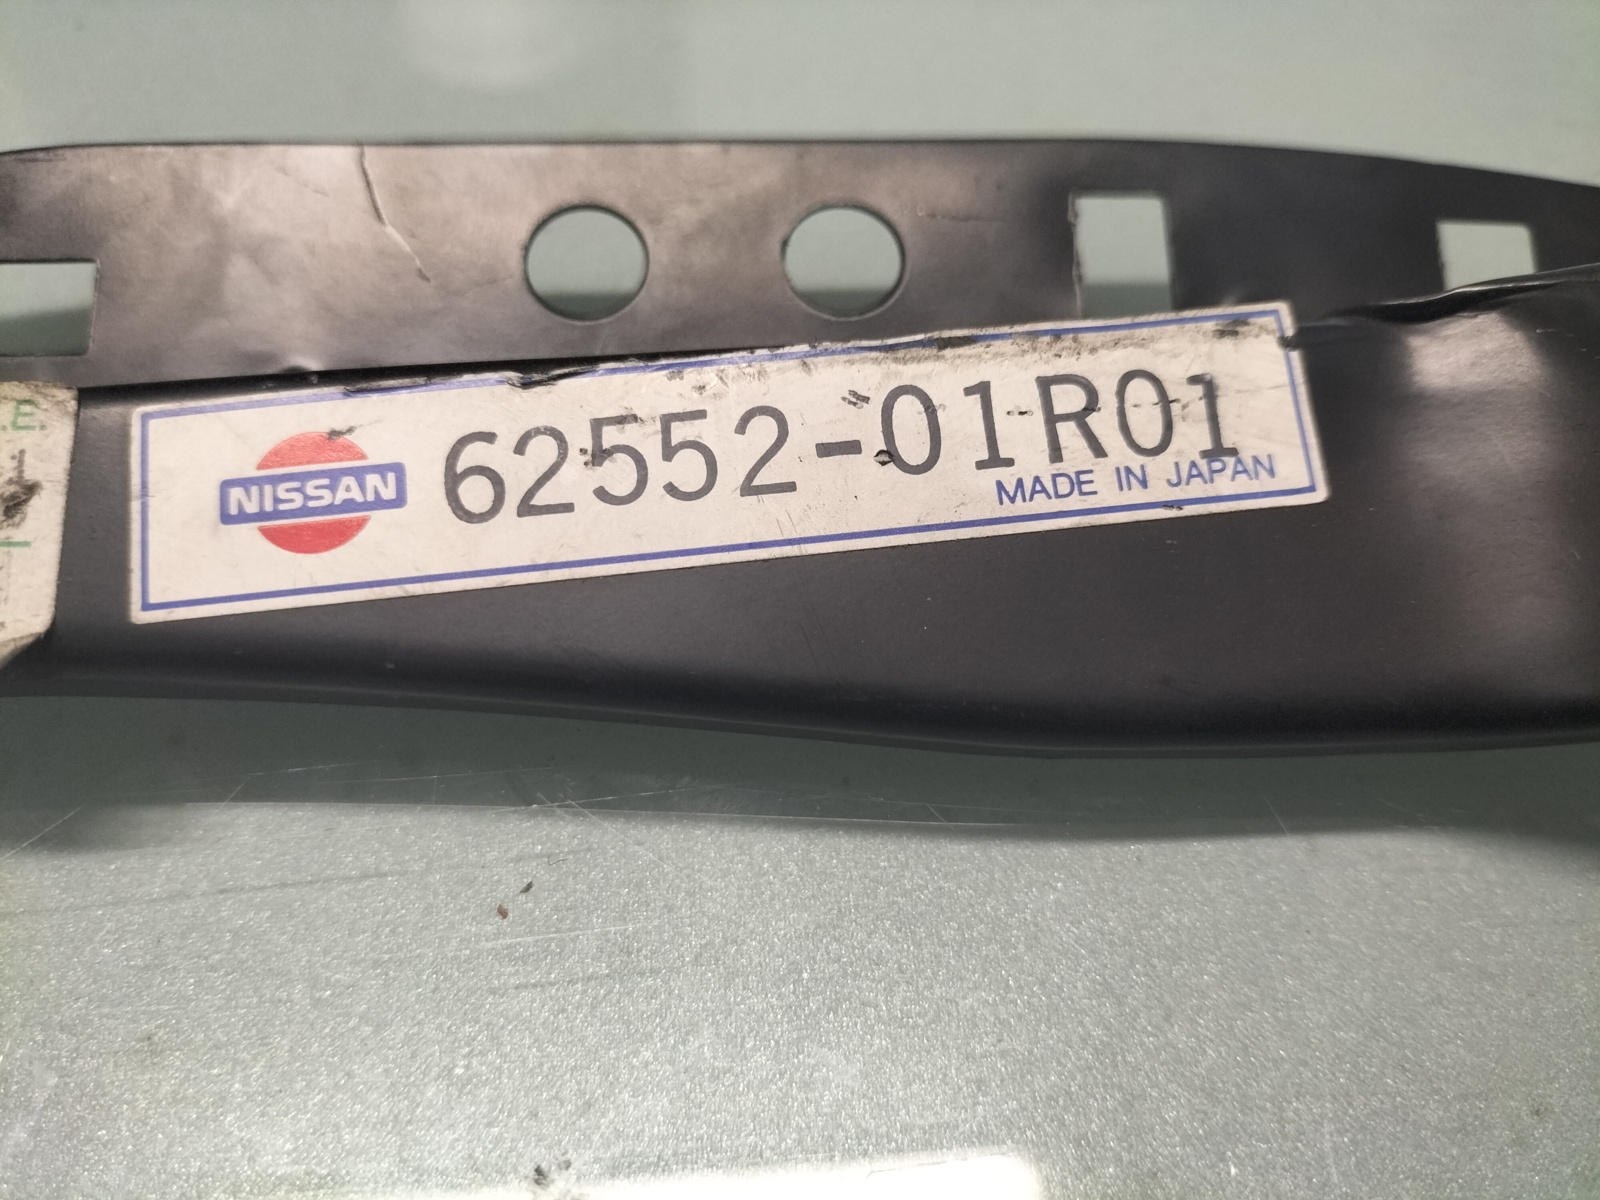 .E.
NISSAN 62552-01R01
MADE IN JAPAN